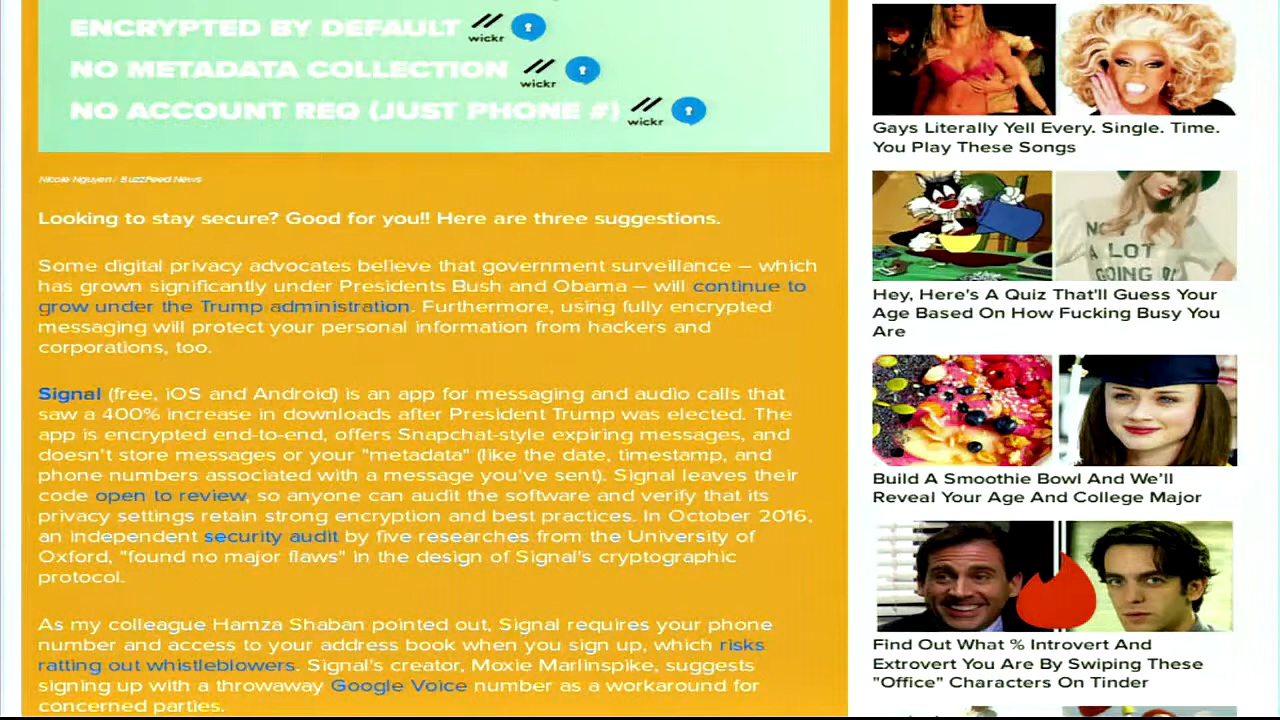 ENCRYPTED BY DEFAULT wickr
NO METADATA COLLECTION wickr
NO ACCOUNT REQ (JUST PHONE #) wickr
Nicole Nguyen / BuzzFeed News
Looking to stay secure? Good for you!! Here are three suggestions.
Some digital privacy advocates believe that government surveillance — which
has grown significantly under Presidents Bush and Obama — will continue to
grow under the Trump administration. Furthermore, using fully encrypted
messaging will protect your personal information from hackers and
corporations, too.
Signal (free, iOS and Android) is an app for messaging and audio calls that
saw a 400% increase in downloads after President Trump was elected. The
app is encrypted end-to-end, offers Snapchat-style expiring messages, and
doesn't store messages or your "metadata" (like the date, timestamp, and
phone numbers associated with a message you've sent). Signal leaves their
code open to review, so anyone can audit the software and verify that its
privacy settings retain strong encryption and best practices. In October 2016,
an independent security audit by five researches from the University of
Oxford, "found no major flaws" in the design of Signal's cryptographic
protocol.
As my colleague Hamza Shaban pointed out, Signal requires your phone
number and access to your address book when you sign up, which risks
ratting out whistleblowers. Signal's creator, Moxie Marlinspike, suggests
signing up with a throwaway Google Voice number as a workaround for
concerned parties.
Gays Literally Yell Every. Single. Time.
You Play These Songs
NOT
A LOT
GOING
Hey, Here's A Quiz That'll Guess Your
Age Based On How Fucking Busy You
Are
Build A Smoothie Bowl And We'll
Reveal Your Age And College Major
Find Out What % Introvert And
Extrovert You Are By Swiping These
"Office" Characters On Tinder